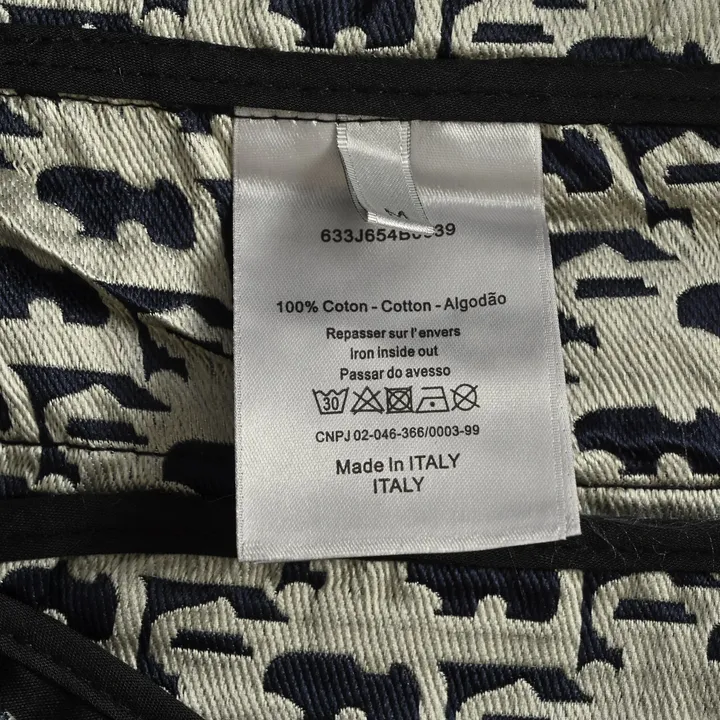 M
100% Coton - Cotton - Algodão
Repasser sur l'envers
Iron inside out
Passar do avesso
30
CNPJ 02-046-366/0003-99
Made in ITALY
ITALY